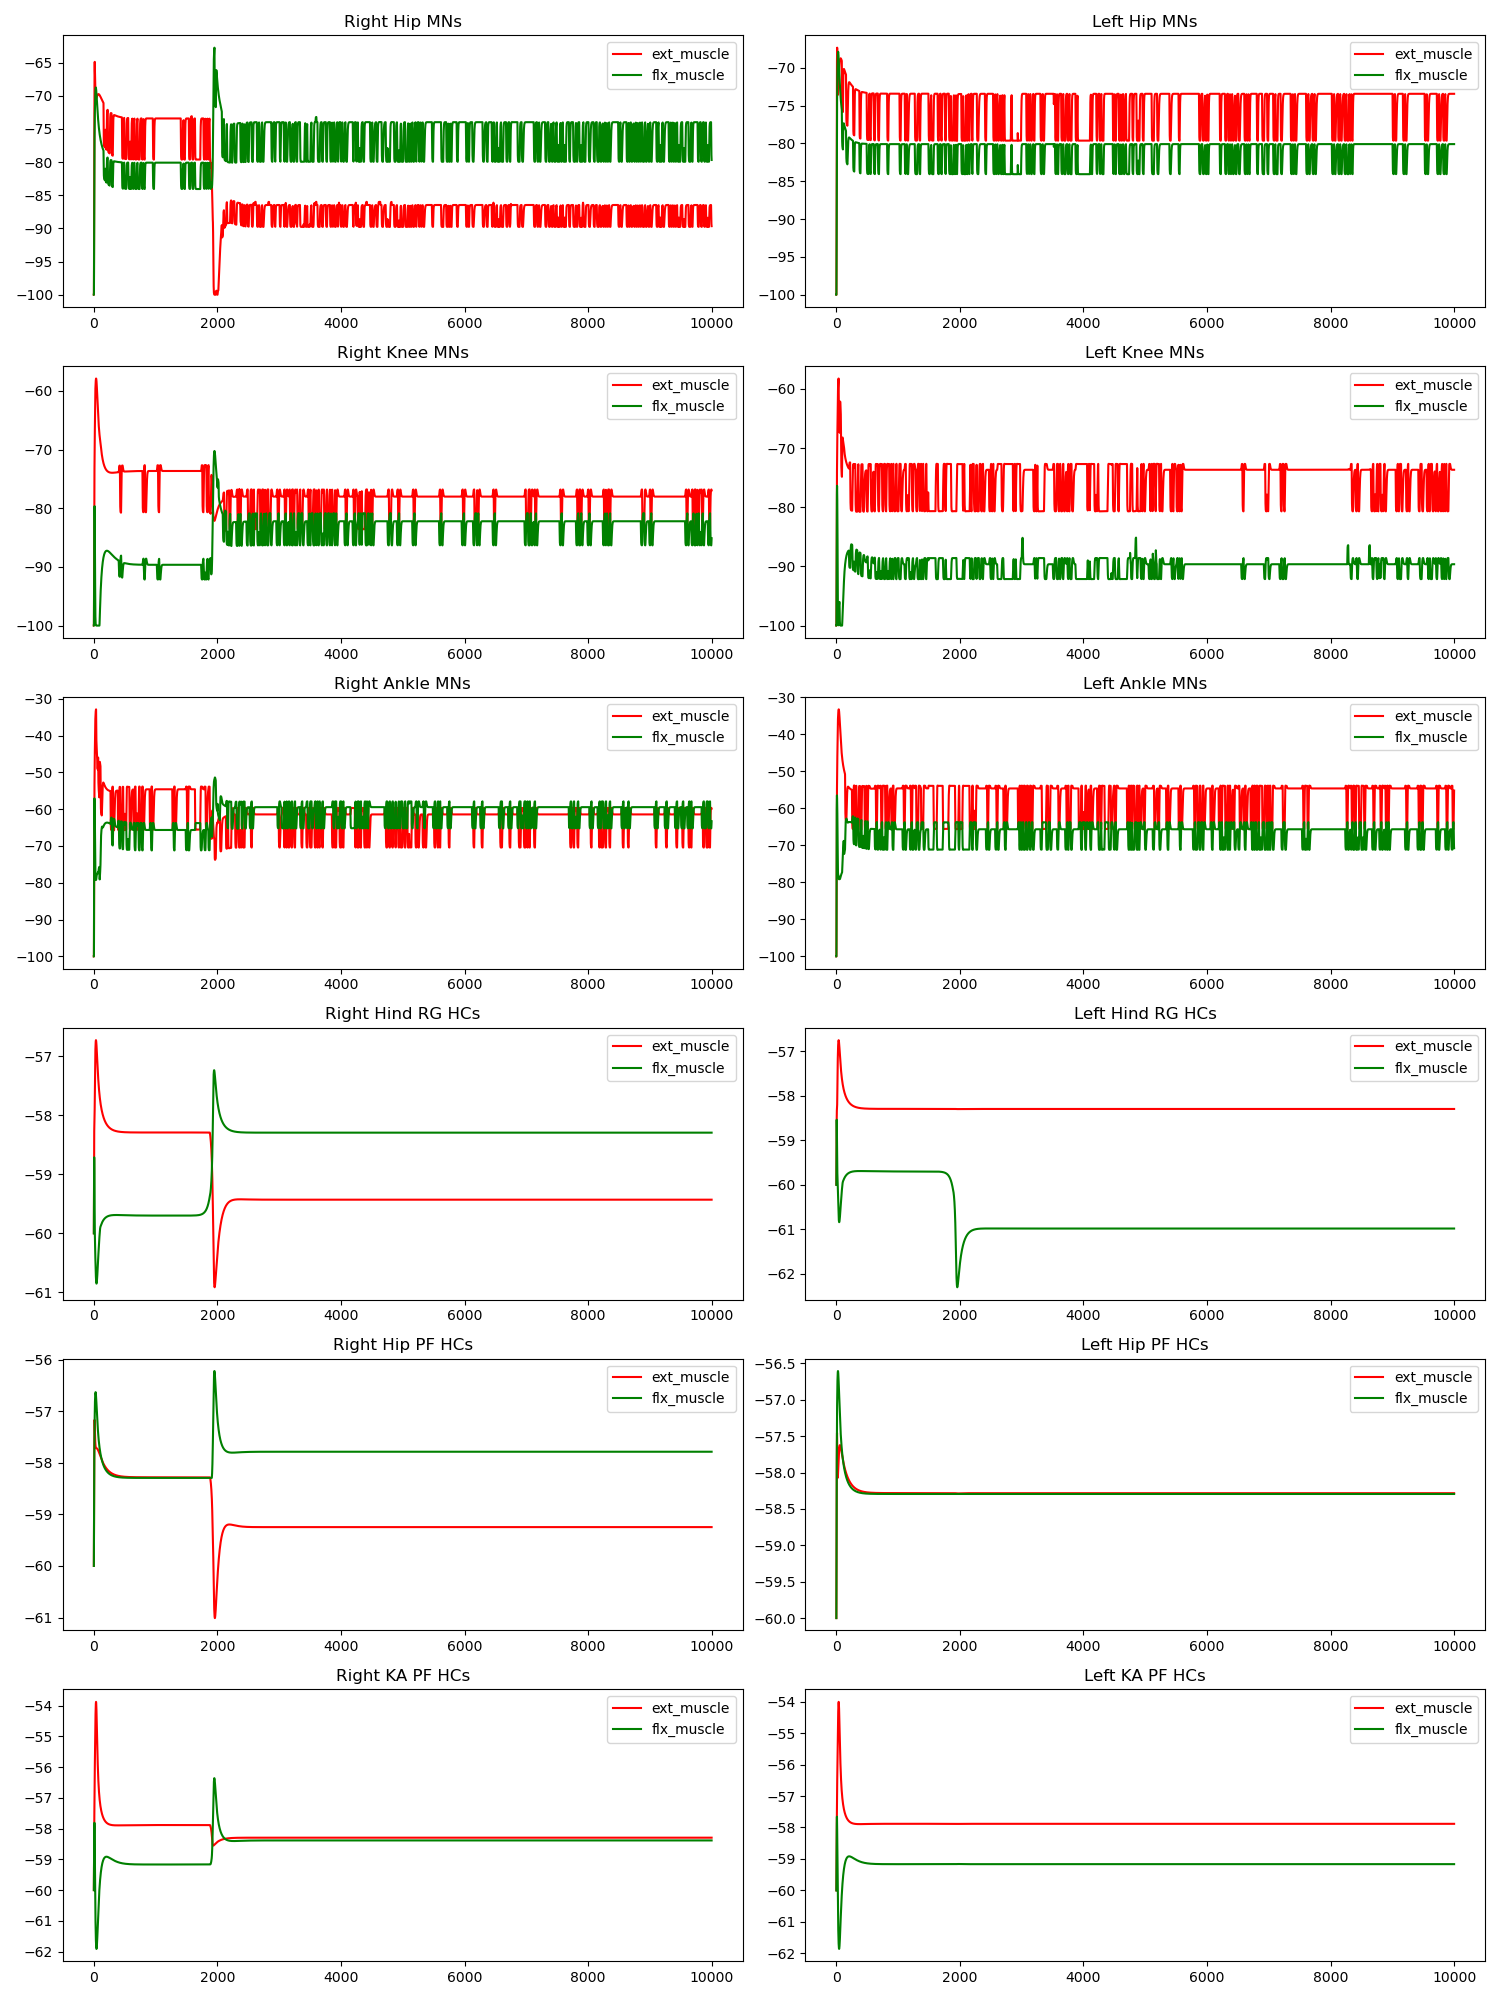 Right Hip MNs
ext_muscle
flx_muscle
−65
−70
−75
−80
−85
−90
−95
−100
0 2000 4000 6000 8000 10000
Left Hip MNs
ext_muscle
flx_muscle
−70
−75
−80
−85
−90
−95
−100
0 2000 4000 6000 8000 10000
Right Knee MNs
ext_muscle
flx_muscle
−60
−70
−80
−90
−100
0 2000 4000 6000 8000 10000
Left Knee MNs
ext_muscle
flx_muscle
−60
−70
−80
−90
−100
0 2000 4000 6000 8000 10000
Right Ankle MNs
ext_muscle
flx_muscle
−30
−40
−50
−60
−70
−80
−90
−100
0 2000 4000 6000 8000 10000
Left Ankle MNs
ext_muscle
flx_muscle
−30
−40
−50
−60
−70
−80
−90
−100
0 2000 4000 6000 8000 10000
Right Hind RG HCs
ext_muscle
flx_muscle
−57
−58
−59
−60
−61
0 2000 4000 6000 8000 10000
Left Hind RG HCs
ext_muscle
flx_muscle
−57
−58
−59
−60
−61
−62
0 2000 4000 6000 8000 10000
Right Hip PF HCs
ext_muscle
flx_muscle
−56
−57
−58
−59
−60
−61
0 2000 4000 6000 8000 10000
Left Hip PF HCs
ext_muscle
flx_muscle
−56.5
−57.0
−57.5
−58.0
−58.5
−59.0
−59.5
−60.0
0 2000 4000 6000 8000 10000
Right KA PF HCs
ext_muscle
flx_muscle
−54
−55
−56
−57
−58
−59
−60
−61
−62
0 2000 4000 6000 8000 10000
Left KA PF HCs
ext_muscle
flx_muscle
−54
−55
−56
−57
−58
−59
−60
−61
−62
0 2000 4000 6000 8000 10000